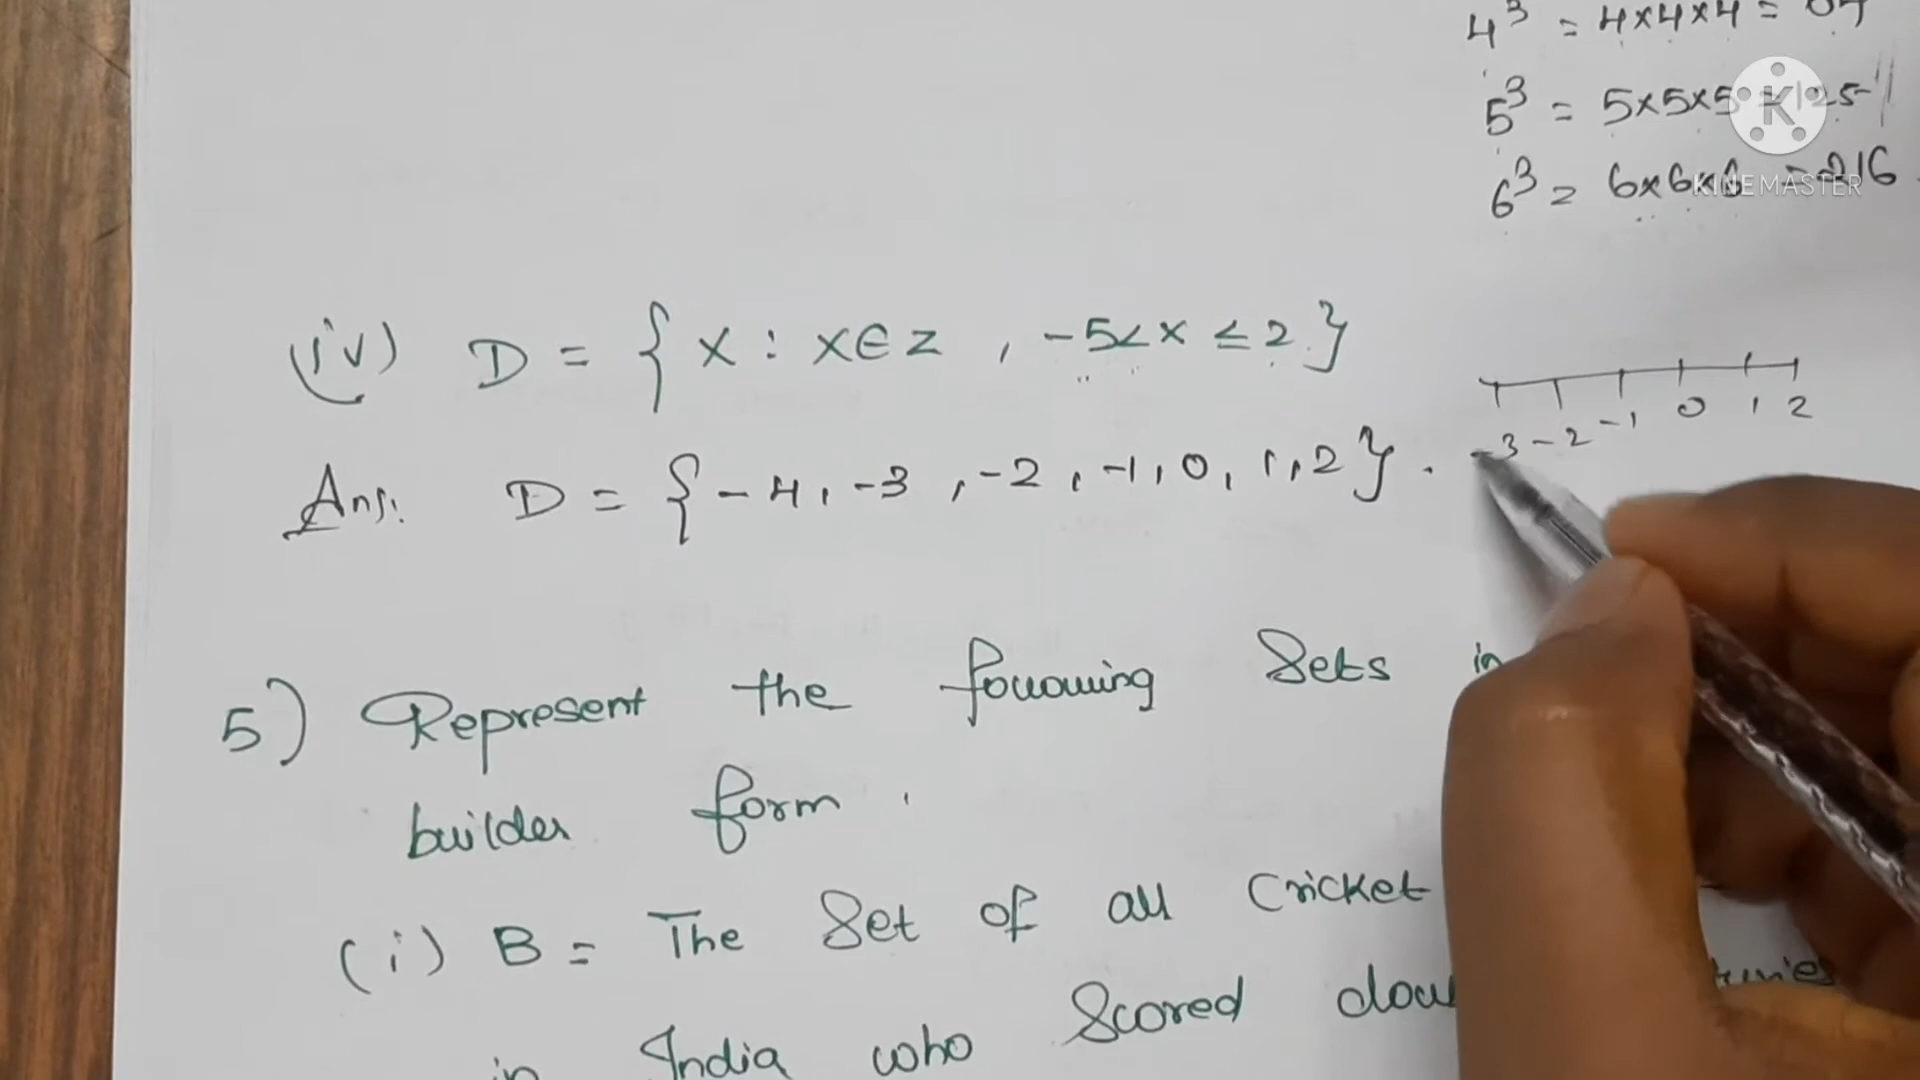 4³ = 4×4×4 =
5³ = 5×5×5 = 125
6³ = 6×6×6 = 216
K
KINEMASTER
(iv) D = { x : x∈z , -5< x ≤ 2 }
-3 -2 -1 0 1 2
Ans: D = { -4, -3, -2, -1, 0, 1, 2 } .
5) Represent the following Sets in
builder form .
(i) B = The Set of all Cricket
in India who Scored